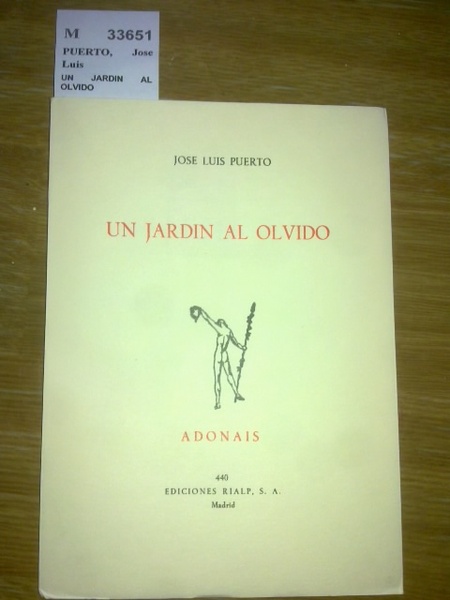 M 33651
PUERTO, Jose
Luis
UN JARDIN AL
OLVIDO
JOSE LUIS PUERTO
UN JARDIN AL OLVIDO
ADONAIS
440
EDICIONES RIALP, S. A.
Madrid